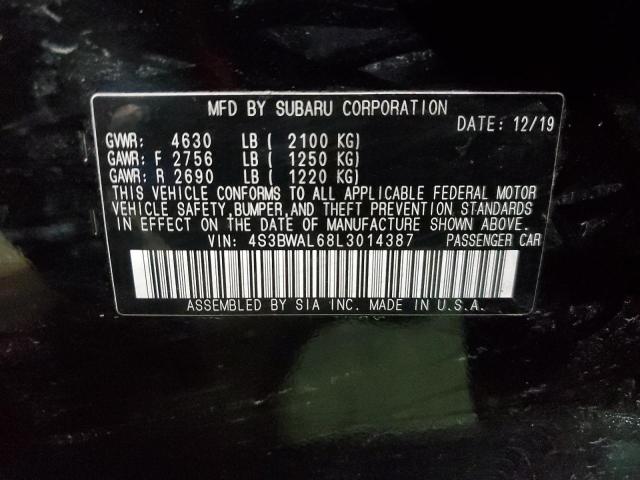 MFD BY SUBARU CORPORATION
DATE: 12/19
GVWR: 4630 LB ( 2100 KG)
GAWR: F 2756 LB ( 1250 KG)
GAWR: R 2690 LB ( 1220 KG)
THIS VEHICLE CONFORMS TO ALL APPLICABLE FEDERAL MOTOR
VEHICLE SAFETY, BUMPER, AND THEFT PREVENTION STANDARDS
IN EFFECT ON THE DATE OF MANUFACTURE SHOWN ABOVE.
VIN: 4S3BWAL68L3014387 PASSENGER CAR
ASSEMBLED BY SIA INC. MADE IN U.S.A.